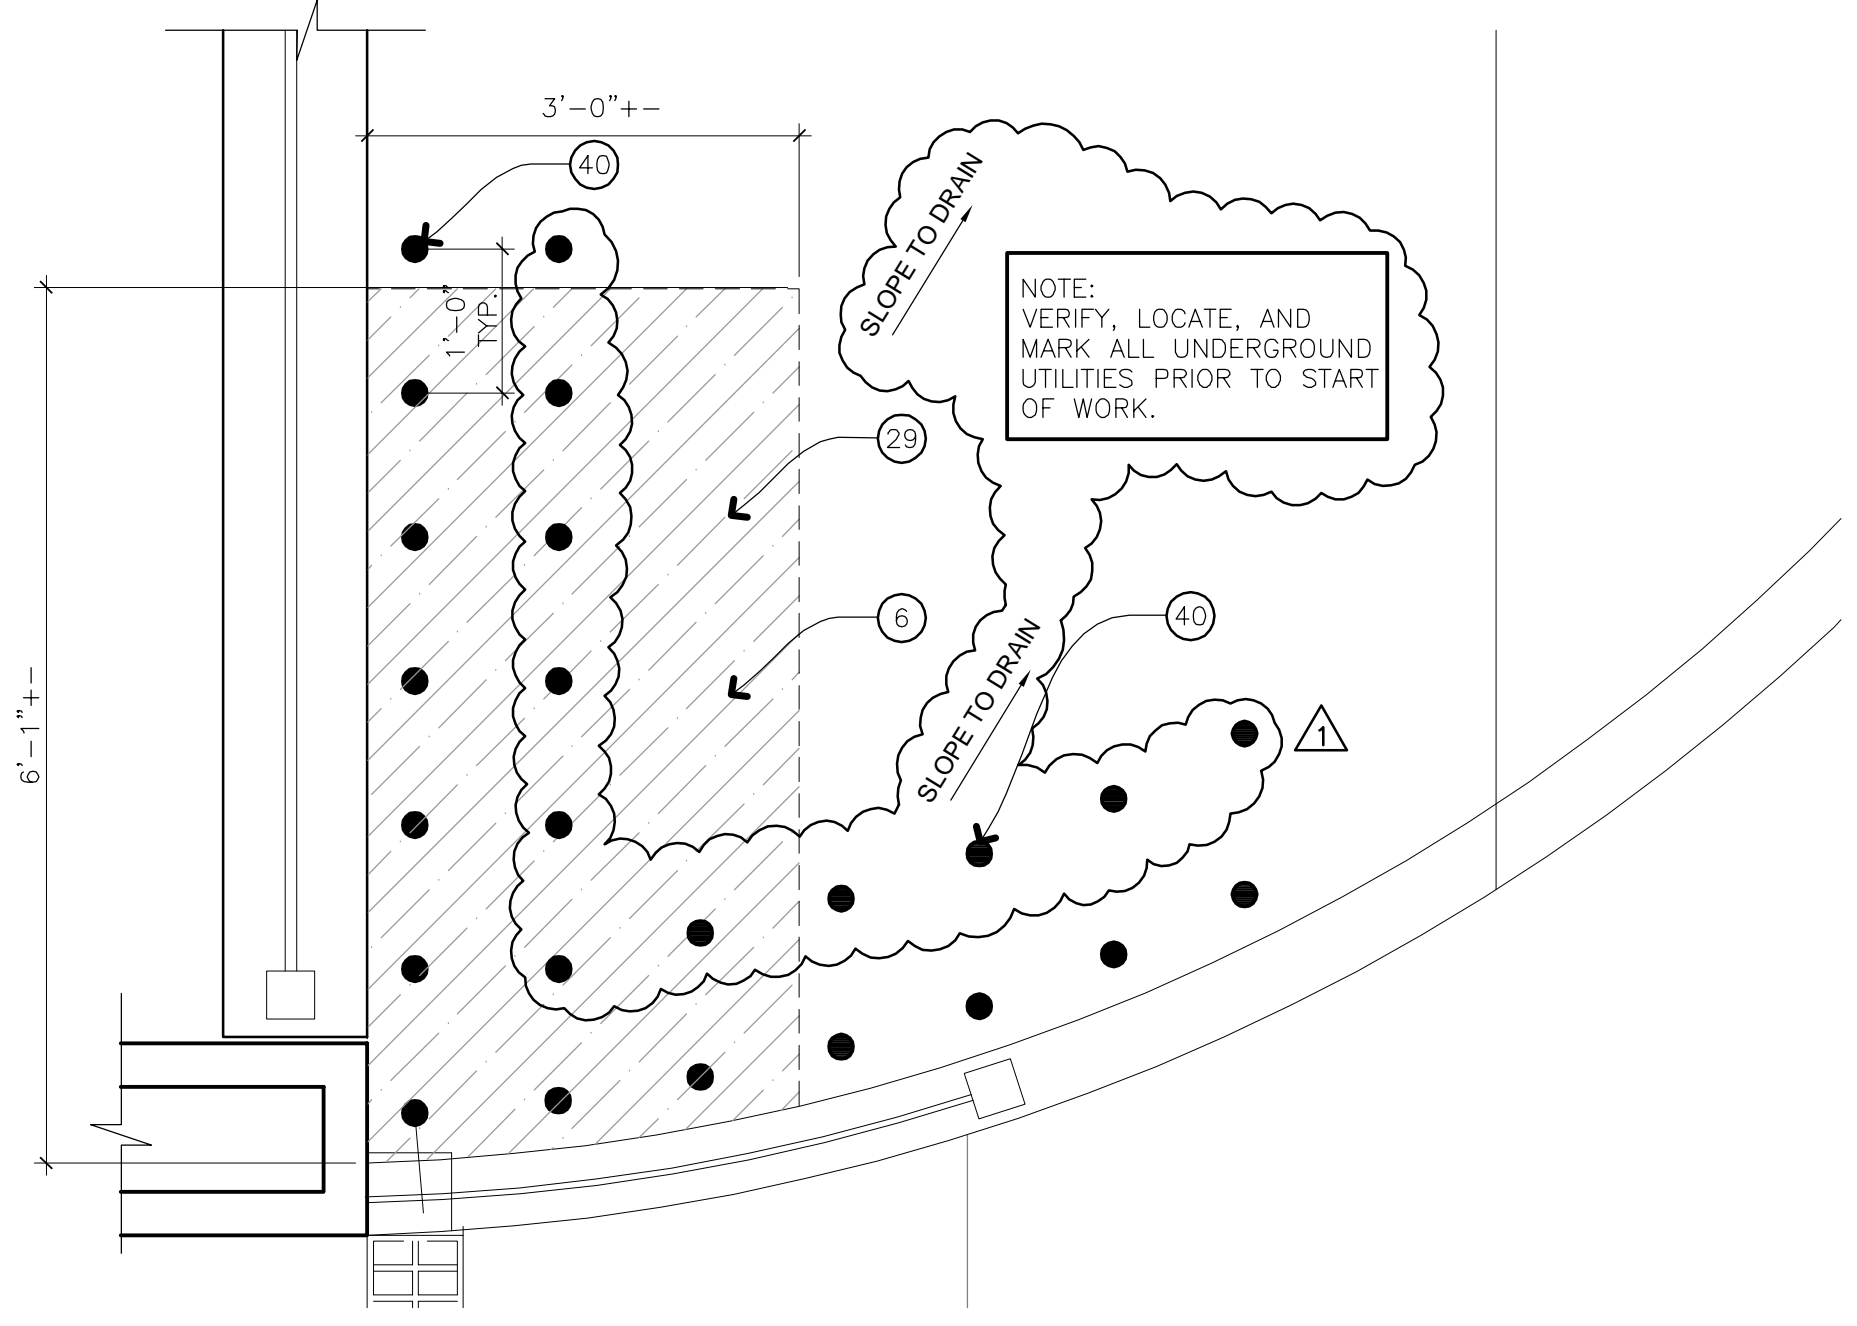 3'-0"+-
40
SLOPE TO DRAIN
NOTE:
VERIFY, LOCATE, AND
MARK ALL UNDERGROUND
UTILITIES PRIOR TO START
OF WORK.
1'-0"
TYP.
29
6
40
SLOPE TO DRAIN
6'-1"+-
1